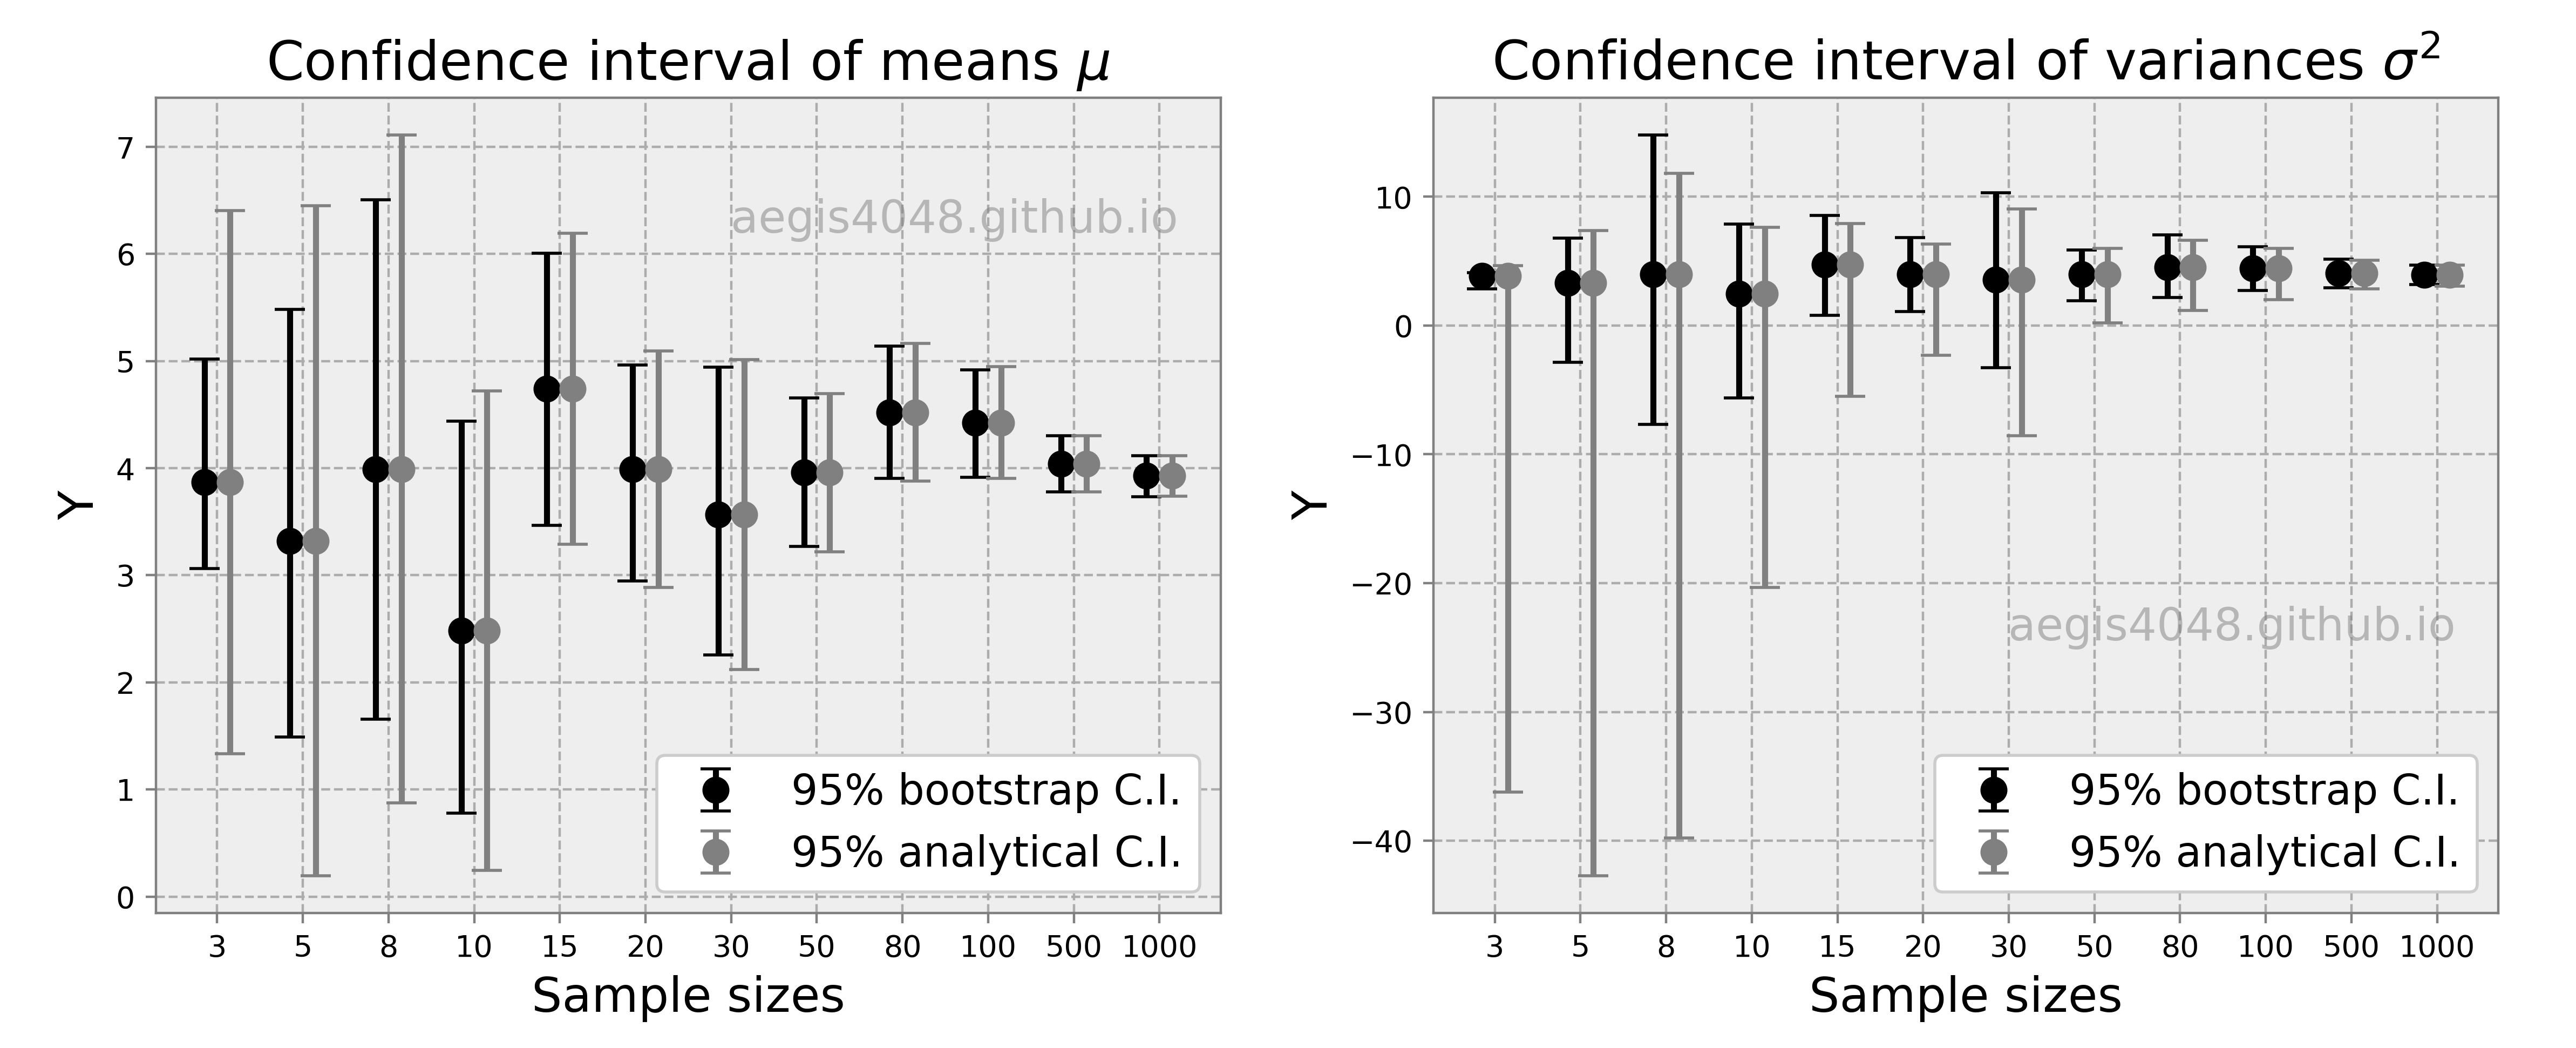 Confidence interval of means μ
7
6
5
4
3
2
1
0
Y
aegis4048.github.io
95% bootstrap C.I.
95% analytical C.I.
3 5 8 10 15 20 30 50 80 100 500 1000
Sample sizes
Confidence interval of variances σ²
10
0
−10
−20
−30
−40
Y
aegis4048.github.io
95% bootstrap C.I.
95% analytical C.I.
3 5 8 10 15 20 30 50 80 100 500 1000
Sample sizes